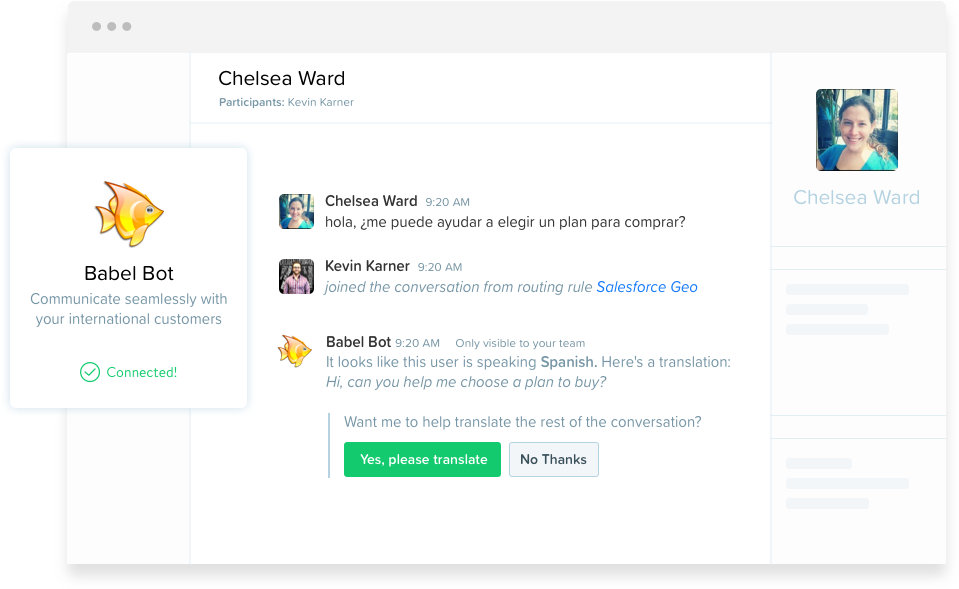 Chelsea Ward
Participants: Kevin Karner
Chelsea Ward
Babel Bot
Communicate seamlessly with
your international customers
Connected!
Chelsea Ward 9:20 AM
hola, ¿me puede ayudar a elegir un plan para comprar?
Kevin Karner 9:20 AM
joined the conversation from routing rule Salesforce Geo
Babel Bot 9:20 AM Only visible to your team
It looks like this user is speaking Spanish. Here's a translation:
Hi, can you help me choose a plan to buy?
Want me to help translate the rest of the conversation?
Yes, please translate
No Thanks